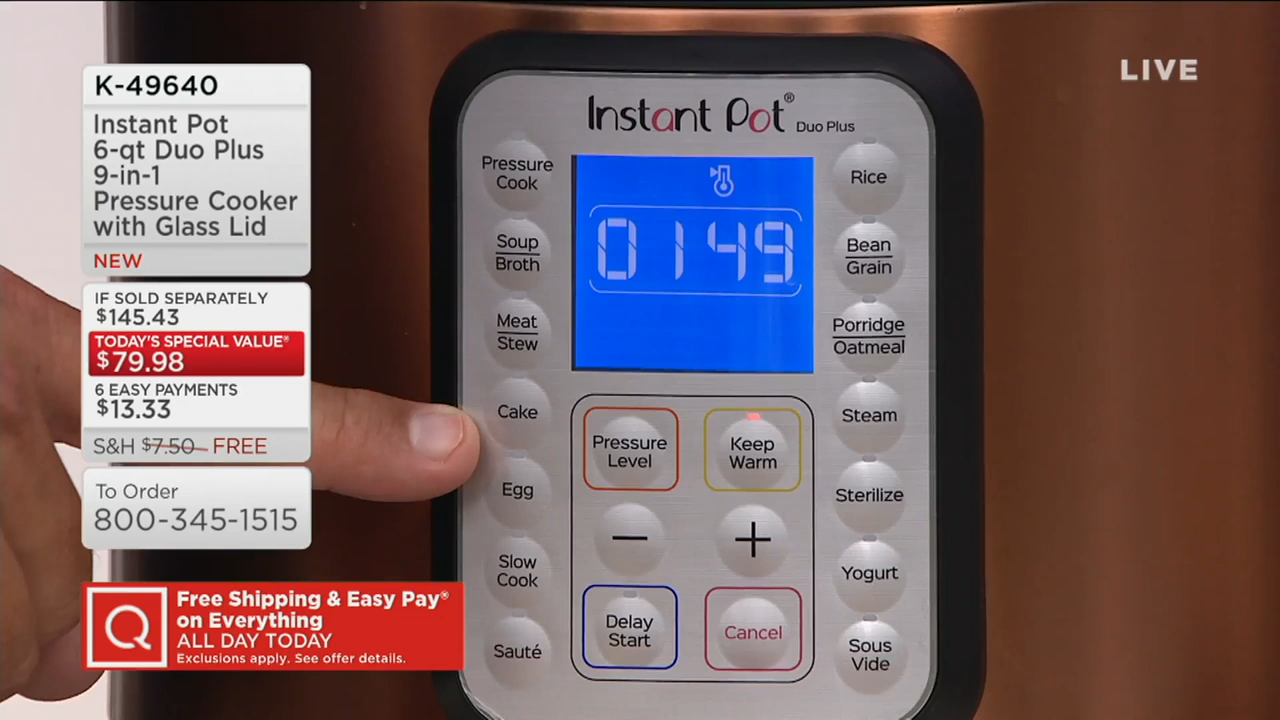 K-49640
Instant Pot
6-qt Duo Plus
9-in-1
Pressure Cooker
with Glass Lid
NEW
IF SOLD SEPARATELY
$145.43
TODAY'S SPECIAL VALUE®
$79.98
6 EASY PAYMENTS
$13.33
S&H $7.50 FREE
To Order
800-345-1515
Q
Free Shipping & Easy Pay®
on Everything
ALL DAY TODAY
Exclusions apply. See offer details.
LIVE
Instant Pot® Duo Plus
0149
Pressure
Cook
Soup
Broth
Meat
Stew
Cake
Egg
Slow
Cook
Sauté
Pressure
Level
Keep
Warm
−
+
Delay
Start
Cancel
Rice
Bean
Grain
Porridge
Oatmeal
Steam
Sterilize
Yogurt
Sous
Vide